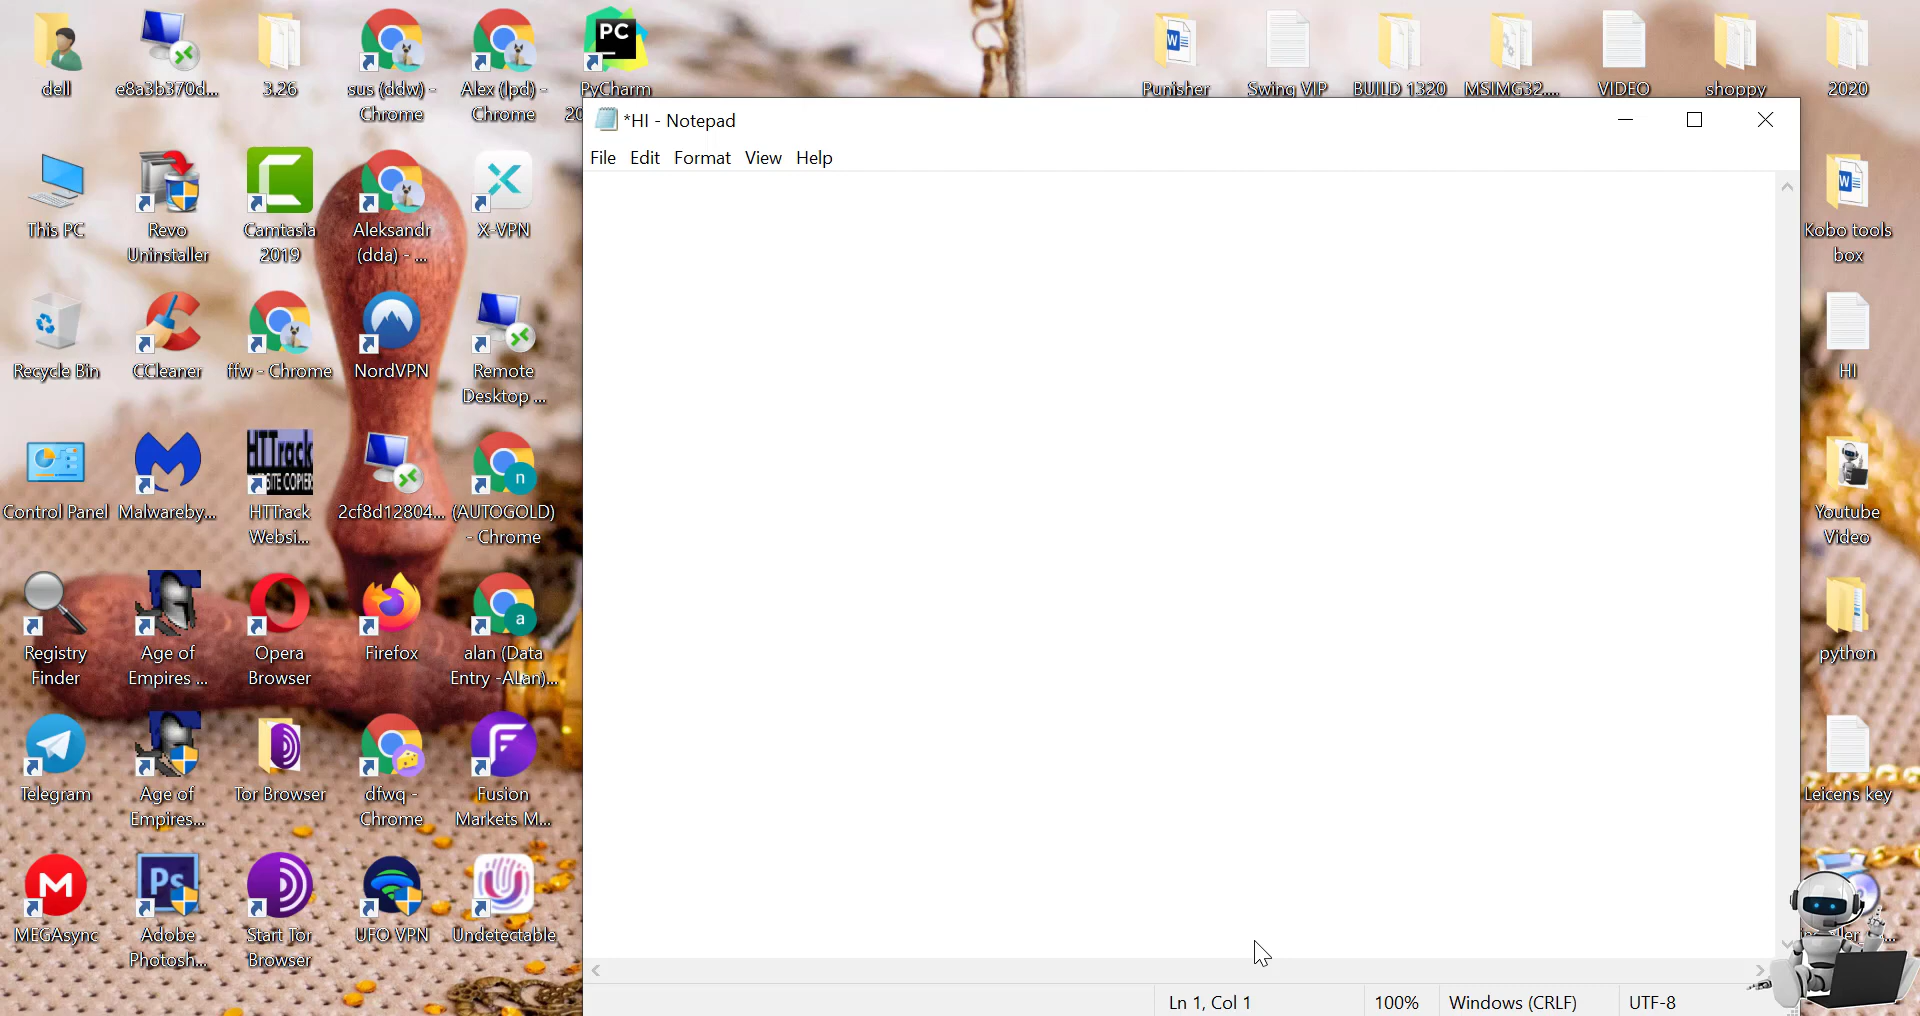 dell
e8a3b370d...
3.26
sus (ddw) -
Chrome
Alex (lpd) -
Chrome
PC
PyCharm
Punisher
Swing VIP
BUILD 1320
MSIMG32....
VIDEO
shoppy
2020
*HI - Notepad
File Edit Format View Help
This PC
Revo
Uninstaller
Camtasia
2019
Aleksandr
(dda) - ...
X-VPN
Kobo tools
box
Recycle Bin
CCleaner
ffw - Chrome
NordVPN
Remote
Desktop ...
HI
Control Panel
Malwareby...
HTTrack
Websi...
2cf8d12804...
(AUTOGOLD)
- Chrome
Youtube
Video
Registry
Finder
Age of
Empires ...
Opera
Browser
Firefox
alan (Data
Entry -ALan)...
python
Telegram
Age of
Empires...
Tor Browser
dfwq -
Chrome
Fusion
Markets M...
Leicens key
MEGAsync
Ps
Adobe
Photosh...
Start Tor
Browser
UFO VPN
Undetectable
Ln 1, Col 1
100%
Windows (CRLF)
UTF-8